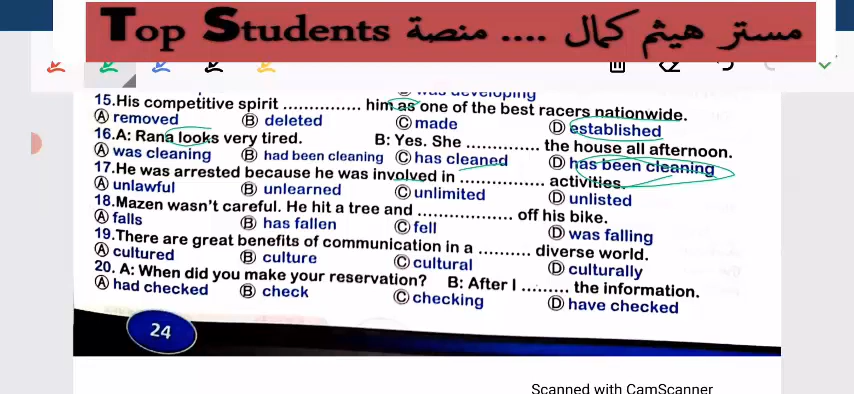 Top Students مستر هيثم كمال .... منصة
was developing
15.His competitive spirit ............... him as one of the best racers nationwide.
Ⓐ removed Ⓑ deleted Ⓒ made Ⓓ established
16.A: Rana looks very tired. B: Yes. She .............. the house all afternoon.
Ⓐ was cleaning Ⓑ had been cleaning Ⓒ has cleaned Ⓓ has been cleaning
17.He was arrested because he was involved in ................ activities.
Ⓐ unlawful Ⓑ unlearned Ⓒ unlimited Ⓓ unlisted
18.Mazen wasn't careful. He hit a tree and .................. off his bike.
Ⓐ falls Ⓑ has fallen Ⓒ fell Ⓓ was falling
19.There are great benefits of communication in a .......... diverse world.
Ⓐ cultured Ⓑ culture Ⓒ cultural Ⓓ culturally
20. A: When did you make your reservation? B: After I ......... the information.
Ⓐ had checked Ⓑ check Ⓒ checking Ⓓ have checked
24
Scanned with CamScanner